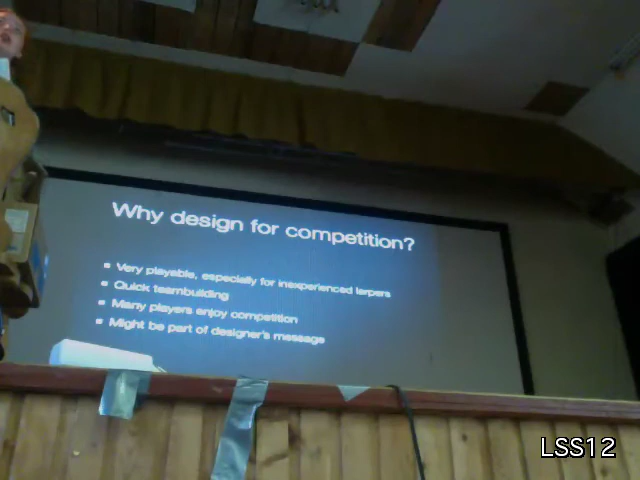 Why design for competition?
Very playable, especially for inexperienced larpers
Quick teambuilding
Many players enjoy competition
Might be part of designer's message
LSS12